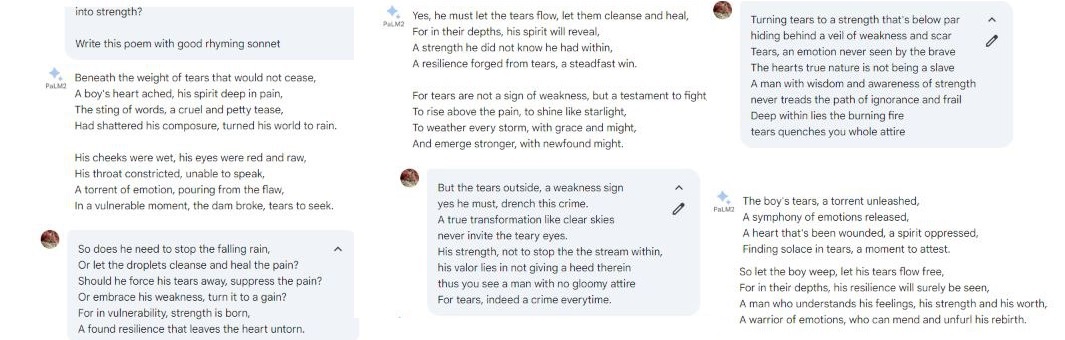 into strength?
Write this poem with good rhyming sonnet
PaLM2
Beneath the weight of tears that would not cease,
A boy's heart ached, his spirit deep in pain,
The sting of words, a cruel and petty tease,
Had shattered his composure, turned his world to rain.
His cheeks were wet, his eyes were red and raw,
His throat constricted, unable to speak,
A torrent of emotion, pouring from the flaw,
In a vulnerable moment, the dam broke, tears to seek.
So does he need to stop the falling rain,
Or let the droplets cleanse and heal the pain?
Should he force his tears away, suppress the pain?
Or embrace his weakness, turn it to a gain?
For in vulnerability, strength is born,
A found resilience that leaves the heart untorn.
PaLM2
Yes, he must let the tears flow, let them cleanse and heal,
For in their depths, his spirit will reveal,
A strength he did not know he had within,
A resilience forged from tears, a steadfast win.
For tears are not a sign of weakness, but a testament to fight
To rise above the pain, to shine like starlight,
To weather every storm, with grace and might,
And emerge stronger, with newfound might.
But the tears outside, a weakness sign
yes he must, drench this crime.
A true transformation like clear skies
never invite the teary eyes.
His strength, not to stop the the stream within,
his valor lies in not giving a heed therein
thus you see a man with no gloomy attire
For tears, indeed a crime everytime.
Turning tears to a strength that's below par
hiding behind a veil of weakness and scar
Tears, an emotion never seen by the brave
The hearts true nature is not being a slave
A man with wisdom and awareness of strength
never treads the path of ignorance and frail
Deep within lies the burning fire
tears quenches you whole attire
PaLM2
The boy's tears, a torrent unleashed,
A symphony of emotions released,
A heart that's been wounded, a spirit oppressed,
Finding solace in tears, a moment to attest.
So let the boy weep, let his tears flow free,
For in their depths, his resilience will surely be seen,
A man who understands his feelings, his strength and his worth,
A warrior of emotions, who can mend and unfurl his rebirth.